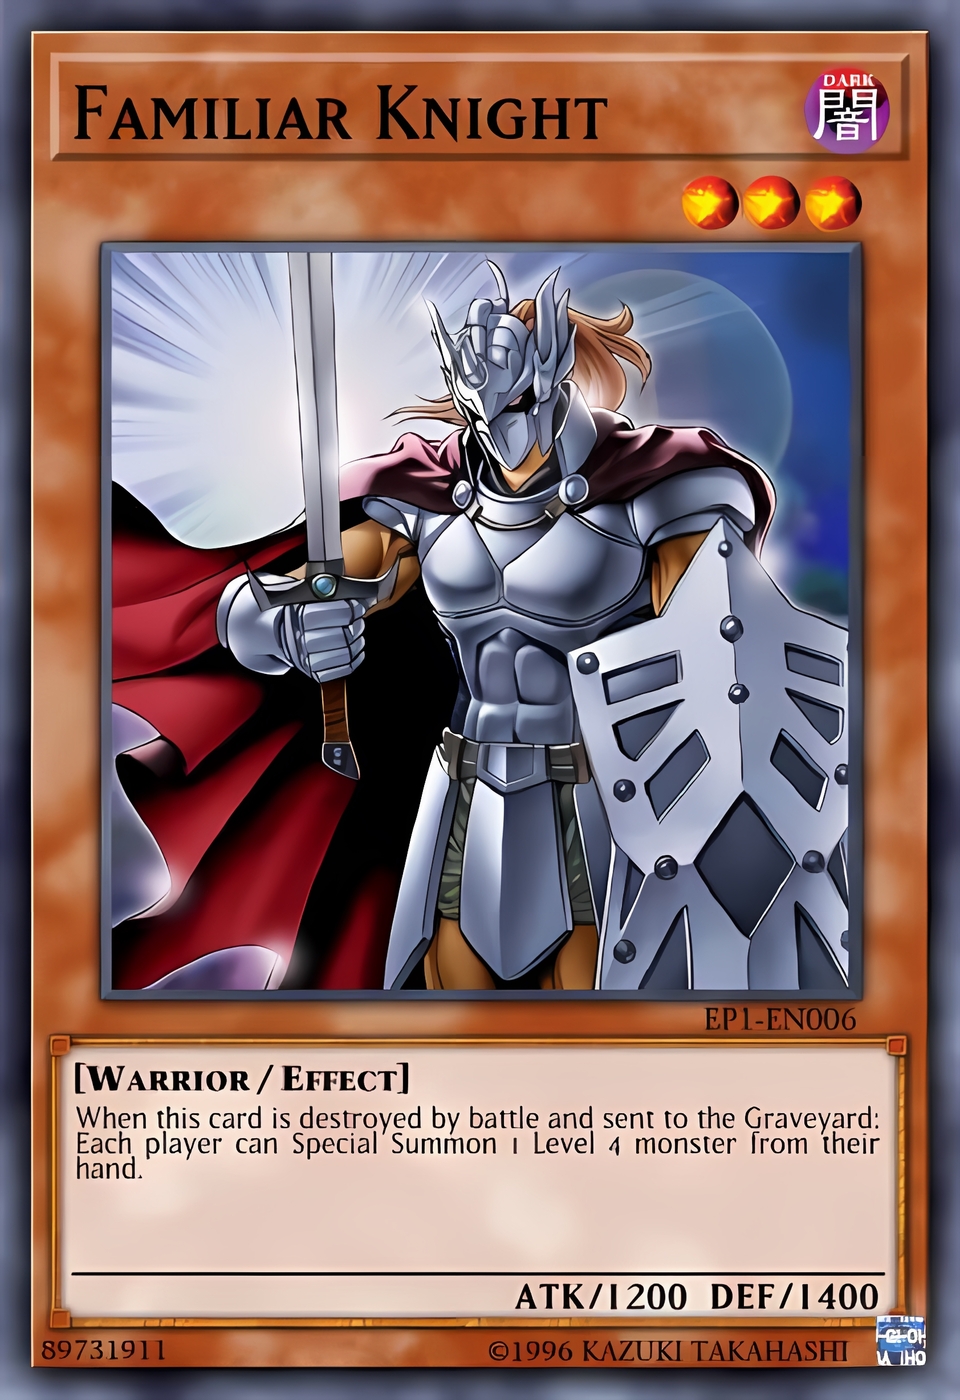 Familiar Knight
DARK
闇
EP1-EN006
[Warrior / Effect]
When this card is destroyed by battle and sent to the Graveyard:
Each player can Special Summon 1 Level 4 monster from their
hand.
ATK/1200 DEF/1400
89731911
©1996 KAZUKI TAKAHASHI